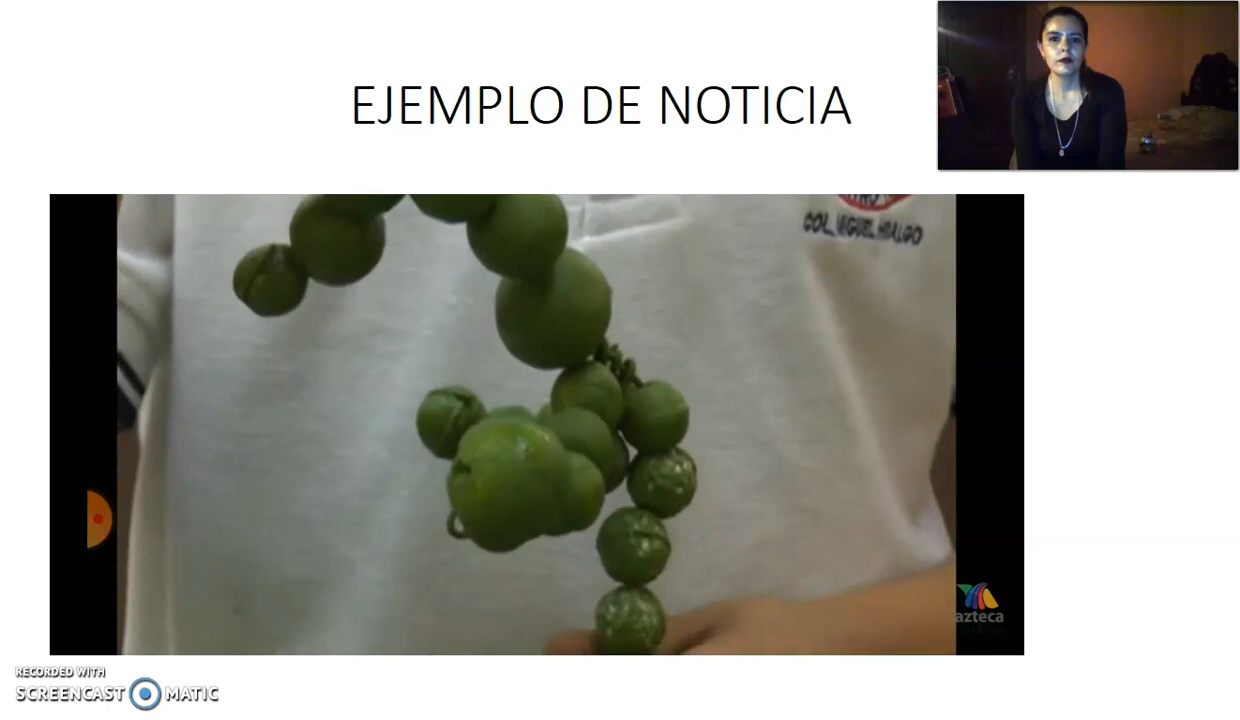 EJEMPLO DE NOTICIA
COL. MIGUEL HIDALGO
azteca
RECORDED WITH
SCREENCAST MATIC